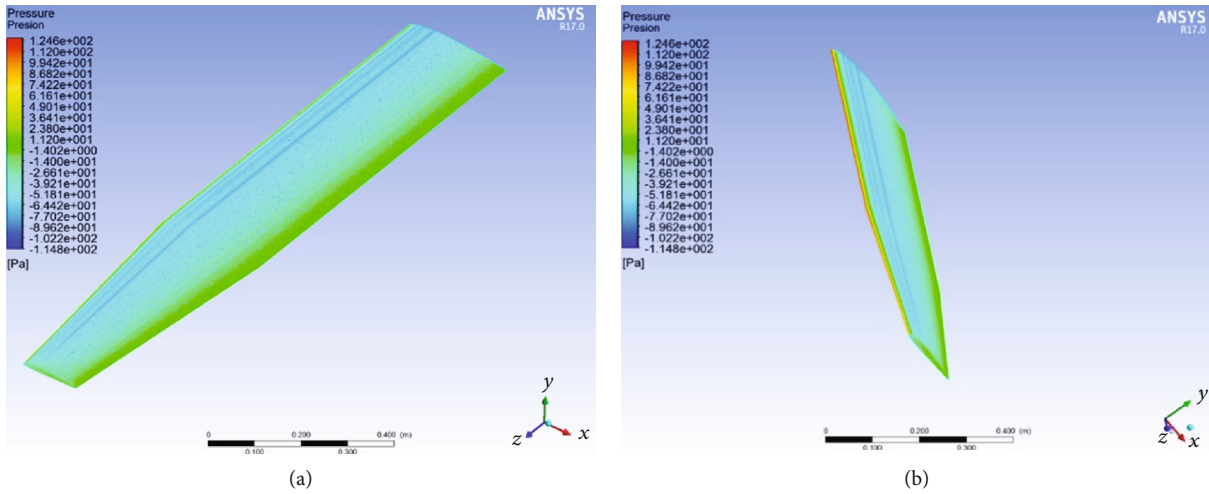 Pressure
Presion
1.246e+002
1.120e+002
9.942e+001
8.682e+001
7.422e+001
6.161e+001
4.901e+001
3.641e+001
2.380e+001
1.120e+001
-1.402e+000
-1.400e+001
-2.661e+001
-3.921e+001
-5.181e+001
-6.442e+001
-7.702e+001
-8.962e+001
-1.022e+002
-1.148e+002
[Pa]
ANSYS
R17.0
y
z
x
0
0.200
0.400 (m)
0.100
0.300
(a)
Pressure
Presion
1.246e+002
1.120e+002
9.942e+001
8.682e+001
7.422e+001
6.161e+001
4.901e+001
3.641e+001
2.380e+001
1.120e+001
-1.402e+000
-1.400e+001
-2.661e+001
-3.921e+001
-5.181e+001
-6.442e+001
-7.702e+001
-8.962e+001
-1.022e+002
-1.148e+002
[Pa]
ANSYS
R17.0
y
z
x
0
0.200
0.400 (m)
0.100
0.300
(b)